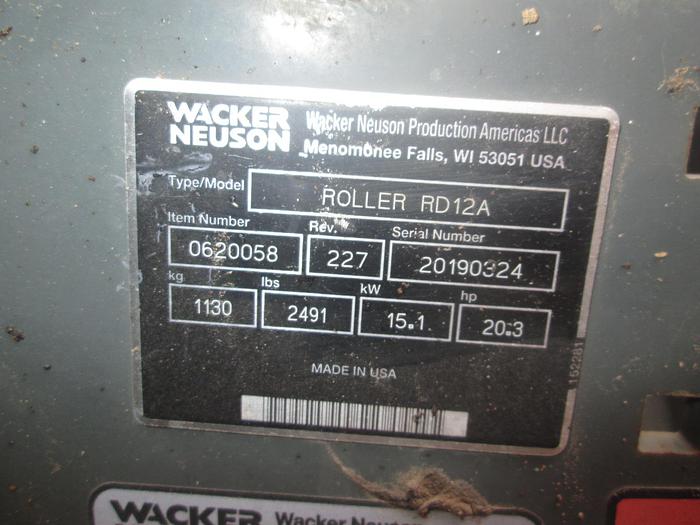 WACKER NEUSON
Wacker Neuson Production Americas LLC
Menomonee Falls, WI 53051 USA
Type/Model ROLLER RD12A
Item Number Rev. Serial Number
0620058 227 20190324
kg lbs kW hp
1130 2491 15.1 20.3
MADE IN USA
WACKER Wacker Neuson